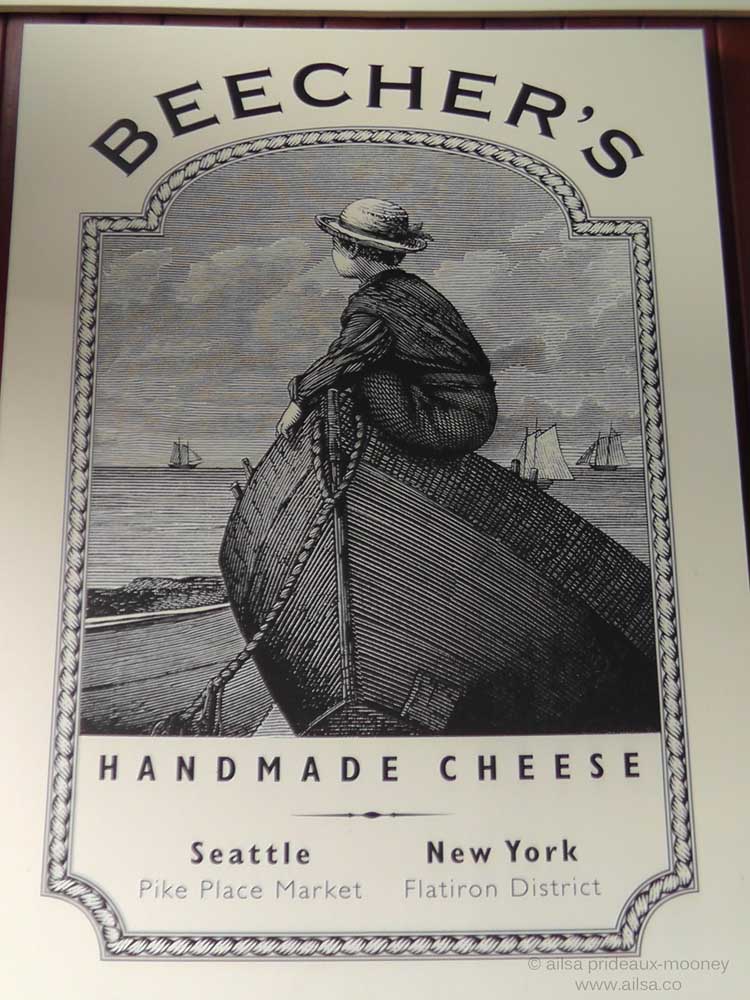 BEECHER'S
HANDMADE CHEESE
Seattle New York
Pike Place Market Flatiron District
© ailsa prideaux-mooney
www.ailsa.co